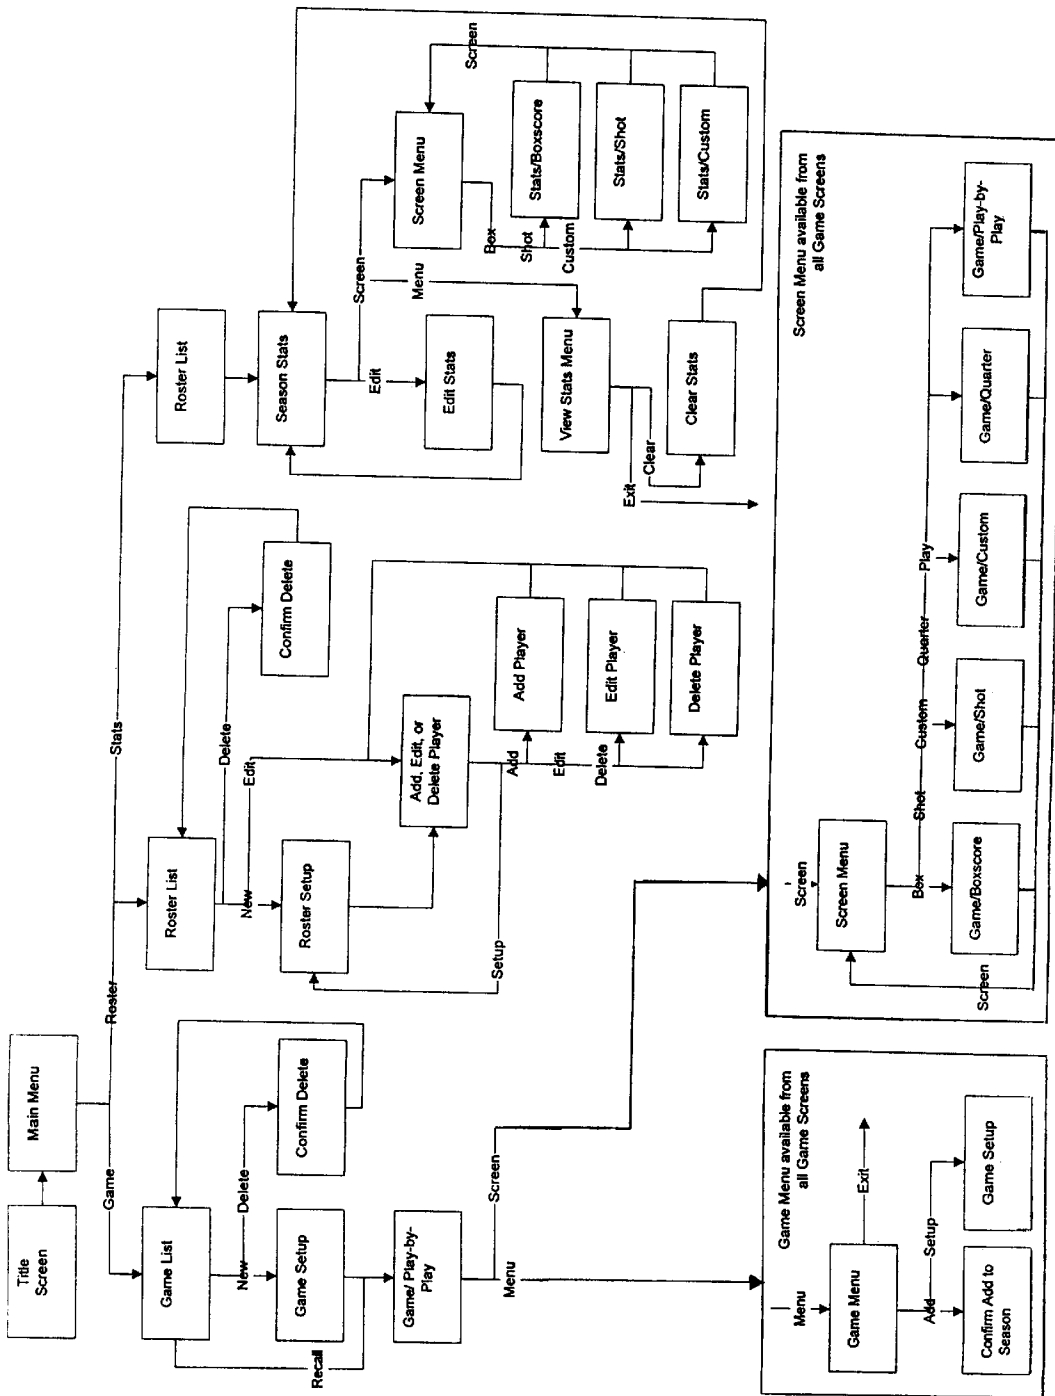 Title
Screen
Main Menu
Game
Roster
Stats
Game List
New
Delete
Recall
Game Setup
Confirm Delete
Game/ Play-by-
Play
Menu
Screen
Roster List
New
Edit
Delete
Roster Setup
Confirm Delete
Add, Edit, or
Delete Player
Setup
Add
Edit
Delete
Add Player
Edit Player
Delete Player
Roster List
Season Stats
Edit
Screen
Menu
Edit Stats
Screen Menu
Box
Shot
Custom
Screen
Stats/Boxscore
Stats/Shot
Stats/Custom
View Stats Menu
Exit
Clear
Clear Stats
Game Menu available from
all Game Screens
Menu
Game Menu
Exit
Add
Setup
Confirm Add to
Season
Game Setup
Screen Menu available from
all Game Screens
Screen
Screen Menu
Box
Shot
Custom
Quarter
Play
Screen
Game/Boxscore
Game/Shot
Game/Custom
Game/Quarter
Game/Play-by-
Play